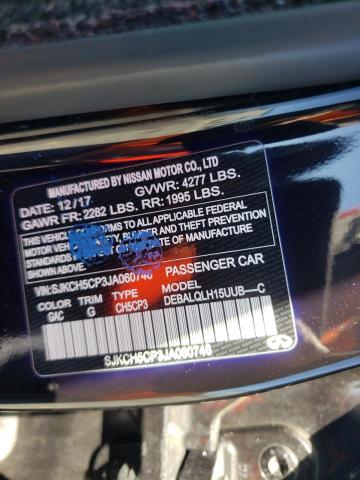 MANUFACTURED BY NISSAN MOTOR CO., LTD
DATE: 12/17 GVWR: 4277 LBS.
GAWR FR: 2282 LBS. RR: 1995 LBS.
THIS VEHICLE CONFORMS TO ALL APPLICABLE FEDERAL
MOTOR VEHICLE SAFETY, BUMPER AND THEFT PREVENTION
STANDARDS IN EFFECT ON THE DATE OF MANUFACTURE
SHOWN ABOVE.
VIN:SJKCH5CP3JA060746 PASSENGER CAR
COLOR TRIM TYPE MODEL
GAC G CH5CP3 DEBALQLH15UUB--C
SJKCH5CP3JA060746